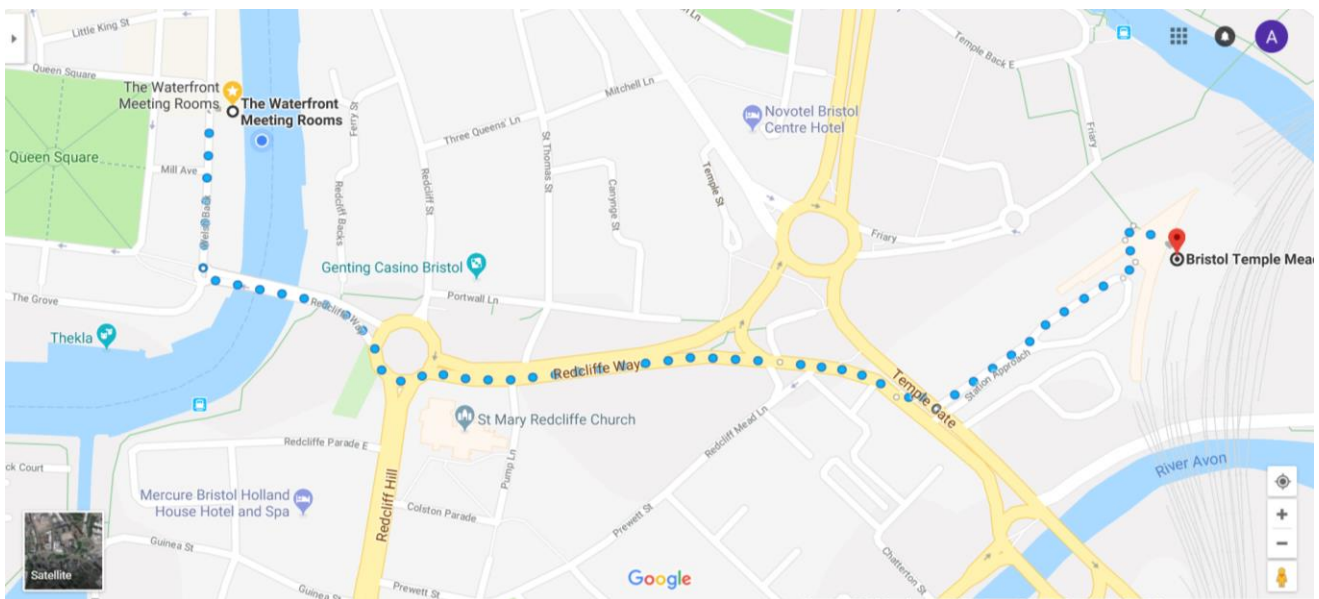 Little King St
Queen Square
The Waterfront
Meeting Rooms
The Waterfront
Meeting Rooms
Queen Square
Mill Ave
Welsh Back
The Grove
Thekla
Ferry St
Redcliff Backs
Redcliff St
Three Queens' Ln
Mitchell Ln
St Thomas St
Canynge St
Temple St
Genting Casino Bristol
Portwall Ln
Redcliffe Way
Redcliffe Way
Novotel Bristol
Centre Hotel
Temple Back E
Friary
Friary
A
Bristol Temple Mea
Station Approach
Temple Gate
St Mary Redcliffe Church
Redcliff Mead Ln
Pump Ln
Redcliffe Parade E
Redcliff Hill
ck Court
Mercure Bristol Holland
House Hotel and Spa
Colston Parade
Guinea St
Guinea St
Prewett St
Prewett St
Chatterton St
River Avon
Satellite
Google